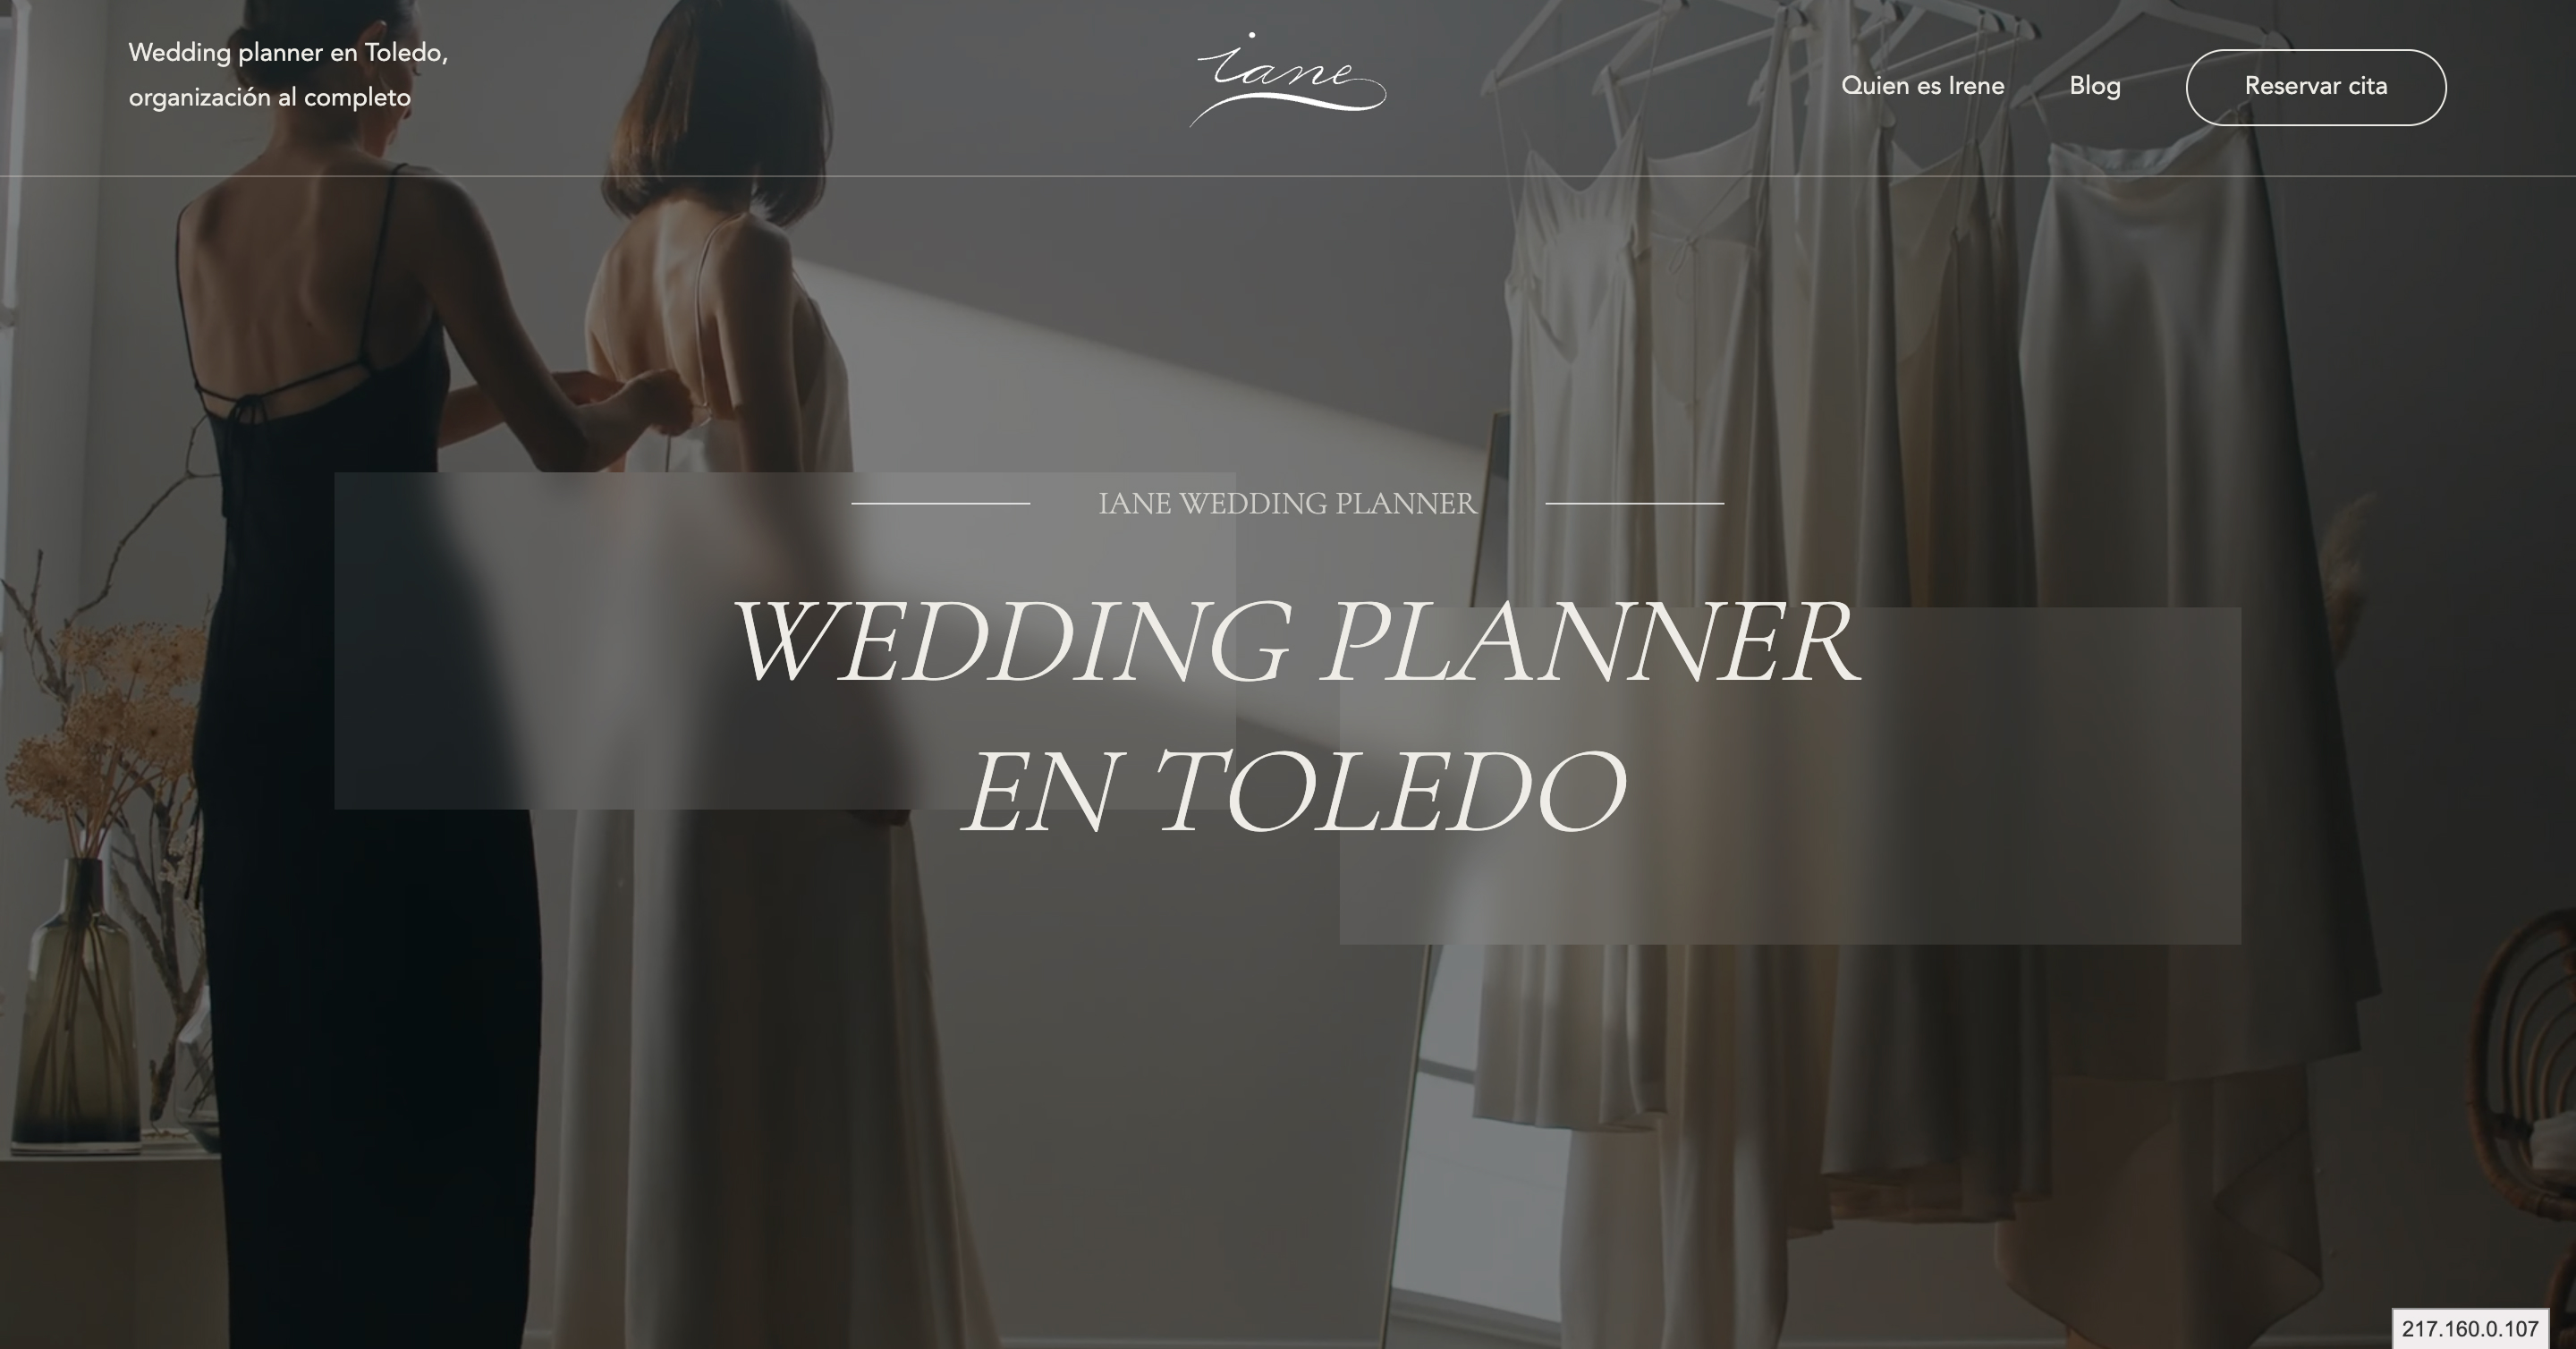 Wedding planner en Toledo,
organización al completo
iane
Quien es Irene
Blog
Reservar cita
IANE WEDDING PLANNER
WEDDING PLANNER
EN TOLEDO
217.160.0.107